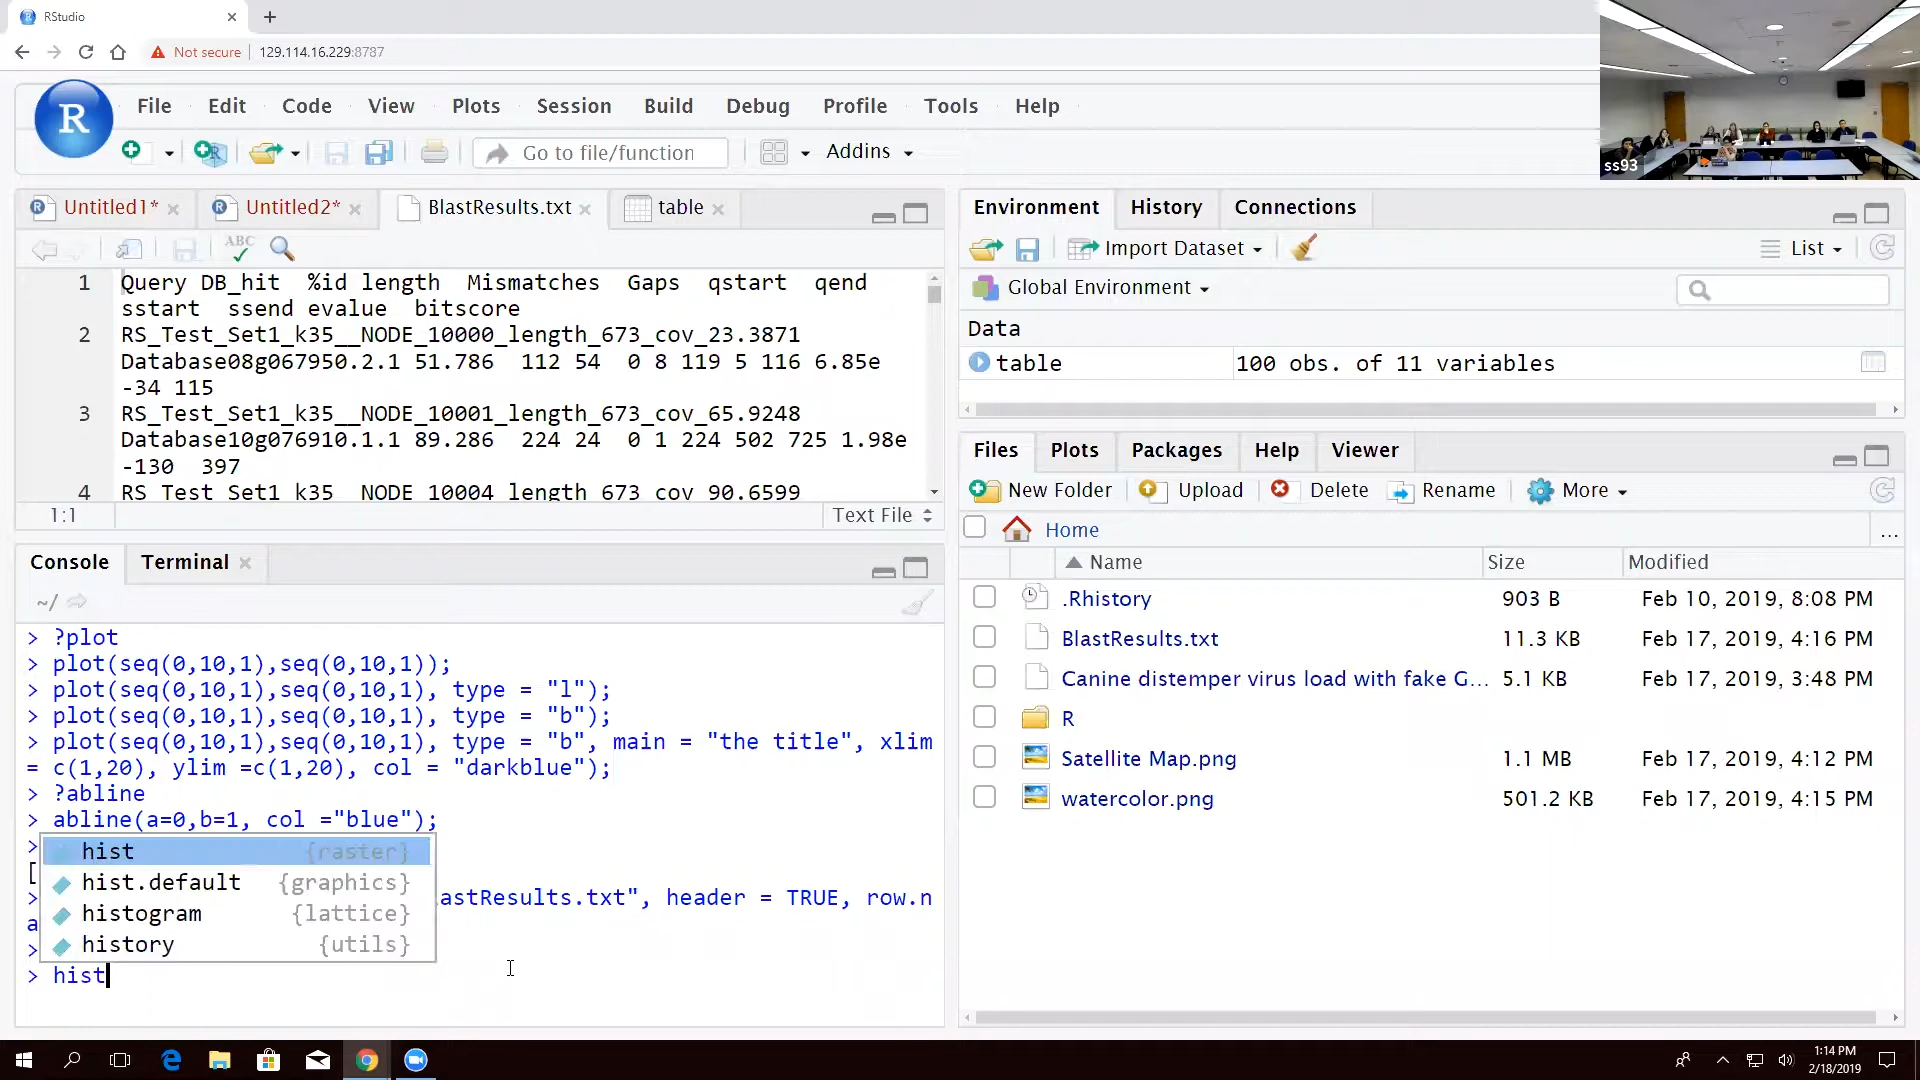 RStudio
Not secure 129.114.16.229:8787
ss93
R File Edit Code View Plots Session Build Debug Profile Tools Help
Go to file/function Addins
Untitled1* Untitled2* BlastResults.txt table
ABC
1 Query DB_hit %id length Mismatches Gaps qstart qend
sstart ssend evalue bitscore
2 RS_Test_Set1_k35__NODE_10000_length_673_cov_23.3871
Database08g067950.2.1 51.786 112 54 0 8 119 5 116 6.85e
-34 115
3 RS_Test_Set1_k35__NODE_10001_length_673_cov_65.9248
Database10g076910.1.1 89.286 224 24 0 1 224 502 725 1.98e
-130 397
4 RS_Test_Set1_k35__NODE_10004_length_673_cov_90.6599
1:1 Text File
Console Terminal
~/
> ?plot
> plot(seq(0,10,1),seq(0,10,1));
> plot(seq(0,10,1),seq(0,10,1), type = "l");
> plot(seq(0,10,1),seq(0,10,1), type = "b");
> plot(seq(0,10,1),seq(0,10,1), type = "b", main = "the title", xlim
= c(1,20), ylim =c(1,20), col = "darkblue");
> ?abline
> abline(a=0,b=1, col ="blue");
>
[
> astResults.txt", header = TRUE, row.n
a
>
hist {raster}
hist.default {graphics}
histogram {lattice}
history {utils}
> hist
Environment History Connections
Import Dataset List
Global Environment
Data
table 100 obs. of 11 variables
Files Plots Packages Help Viewer
New Folder Upload Delete Rename More
Home ...
Name Size Modified
.Rhistory 903 B Feb 10, 2019, 8:08 PM
BlastResults.txt 11.3 KB Feb 17, 2019, 4:16 PM
Canine distemper virus load with fake G... 5.1 KB Feb 17, 2019, 3:48 PM
R
Satellite Map.png 1.1 MB Feb 17, 2019, 4:12 PM
watercolor.png 501.2 KB Feb 17, 2019, 4:15 PM
1:14 PM
2/18/2019